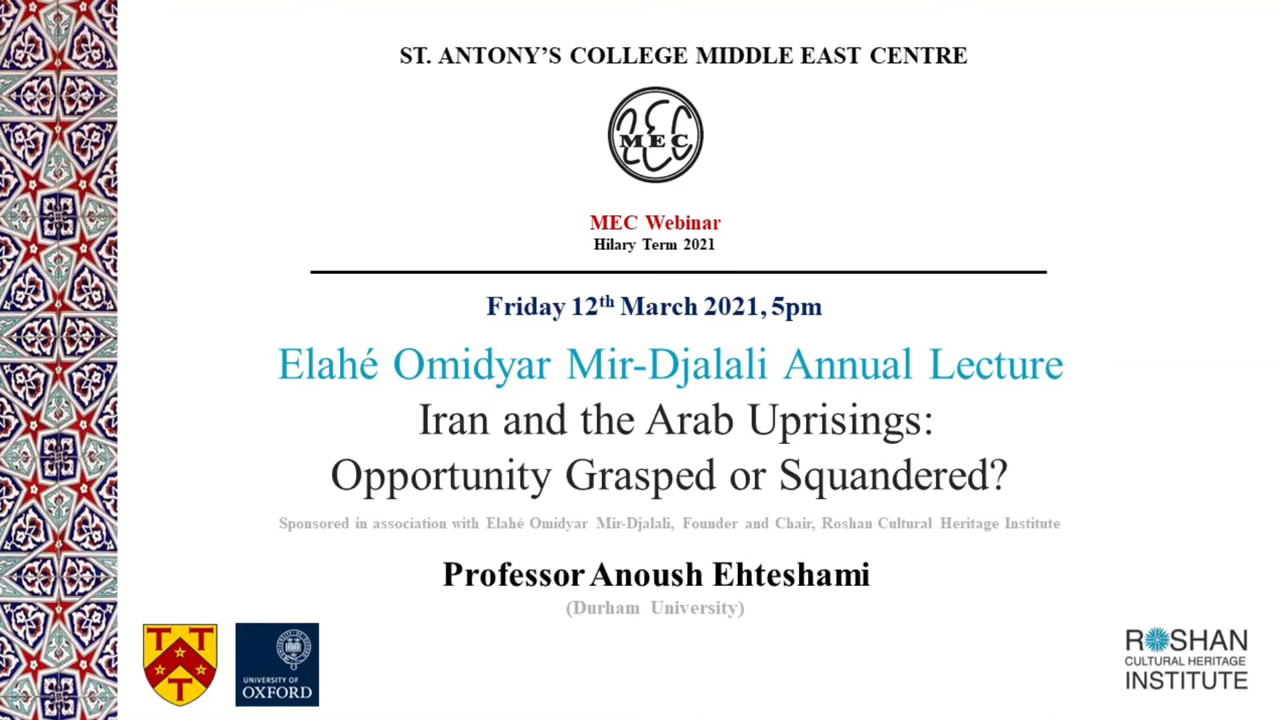 ST. ANTONY’S COLLEGE MIDDLE EAST CENTRE
MEC
MEC Webinar
Hilary Term 2021
Friday 12th March 2021, 5pm
Elahé Omidyar Mir-Djalali Annual Lecture
Iran and the Arab Uprisings:
Opportunity Grasped or Squandered?
Sponsored in association with Elahé Omidyar Mir-Djalali, Founder and Chair, Roshan Cultural Heritage Institute
Professor Anoush Ehteshami
(Durham University)
UNIVERSITY OF
OXFORD
ROSHAN
CULTURAL HERITAGE
INSTITUTE